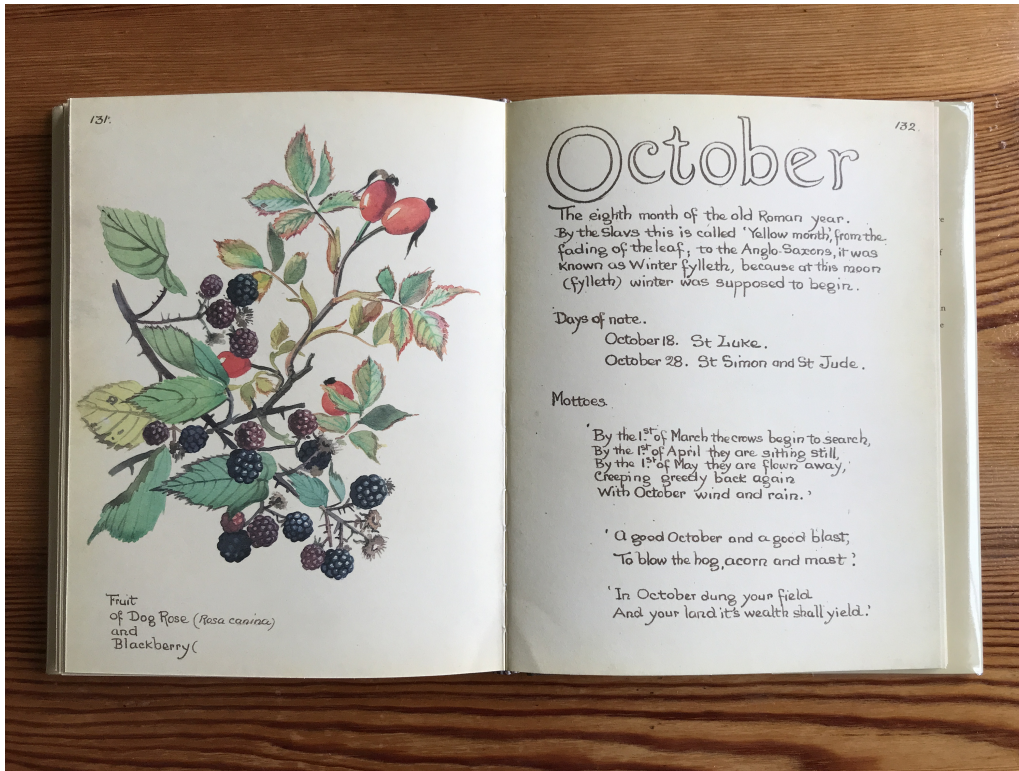 131.
Fruit
of Dog Rose (Rosa canina)
and
Blackberry (
132.
October
The eighth month of the old Roman year.
By the Slavs this is called 'Yellow month', from the
fading of the leaf; to the Anglo-Saxons, it was
known as Winter fylleth, because at this moon
(fylleth) winter was supposed to begin.
Days of note.
October 18. St Luke.
October 28. St Simon and St Jude.
Mottoes
'By the 1st of March the crows begin to search,
By the 1st of April they are sitting still,
By the 1st of May they are flown away,
Creeping greedy back again
With October wind and rain.'
'A good October and a good blast,
To blow the hog, acorn and mast'.
'In October dung your field
And your land it's wealth shall yield.'